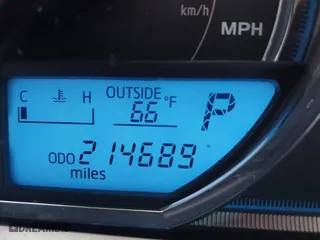 km/h
MPH
OUTSIDE
C H 66 °F P
ODO 214689
miles